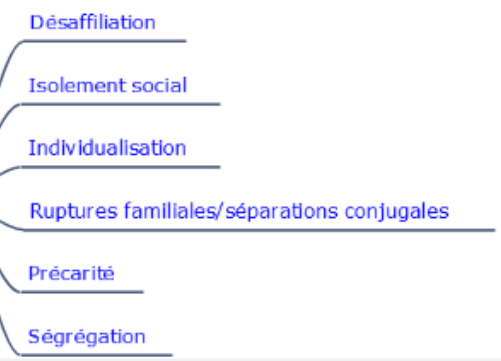 Désaffiliation
Isolement social
Individualisation
Ruptures familiales/séparations conjugales
Précarité
Ségrégation